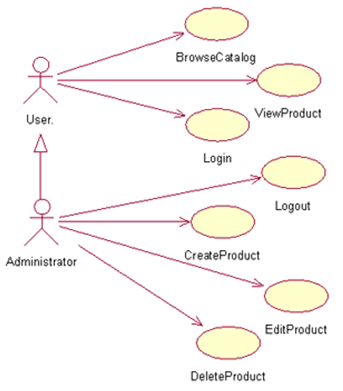 BrowseCatalog
ViewProduct
User.
Login
Logout
Administrator
CreateProduct
EditProduct
DeleteProduct